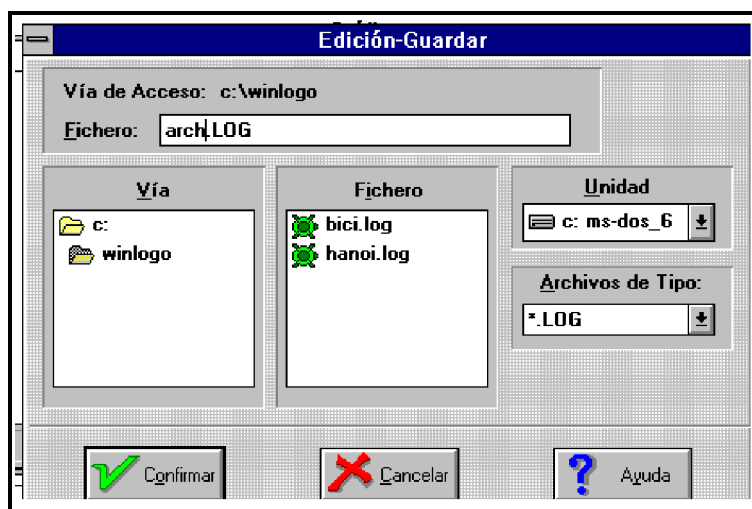 Edición-Guardar
Vía de Acceso: c:\winlogo
Fichero: arch.LOG
Vía
c:
winlogo
Fichero
bici.log
hanoi.log
Unidad
c: ms-dos_6
Archivos de Tipo:
*.LOG
Confirmar
Cancelar
Ayuda